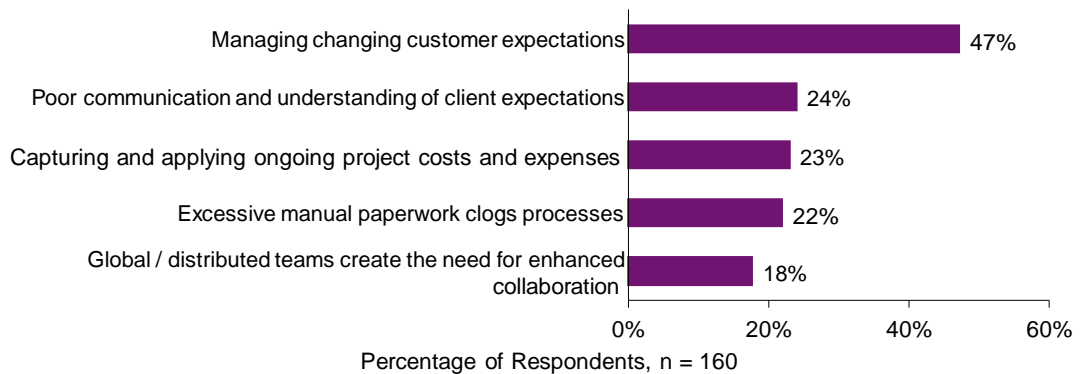 Managing changing customer expectations
47%
Poor communication and understanding of client expectations
24%
Capturing and applying ongoing project costs and expenses
23%
Excessive manual paperwork clogs processes
22%
Global / distributed teams create the need for enhanced
collaboration
18%
0% 20% 40% 60%
Percentage of Respondents, n = 160